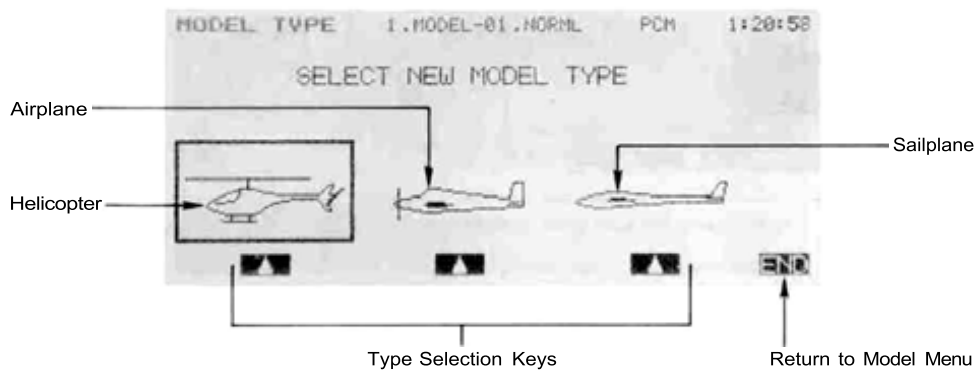 MODEL TYPE 1.MODEL-01.NORML PCM 1:20:58
SELECT NEW MODEL TYPE
Airplane
Sailplane
Helicopter
END
Type Selection Keys
Return to Model Menu